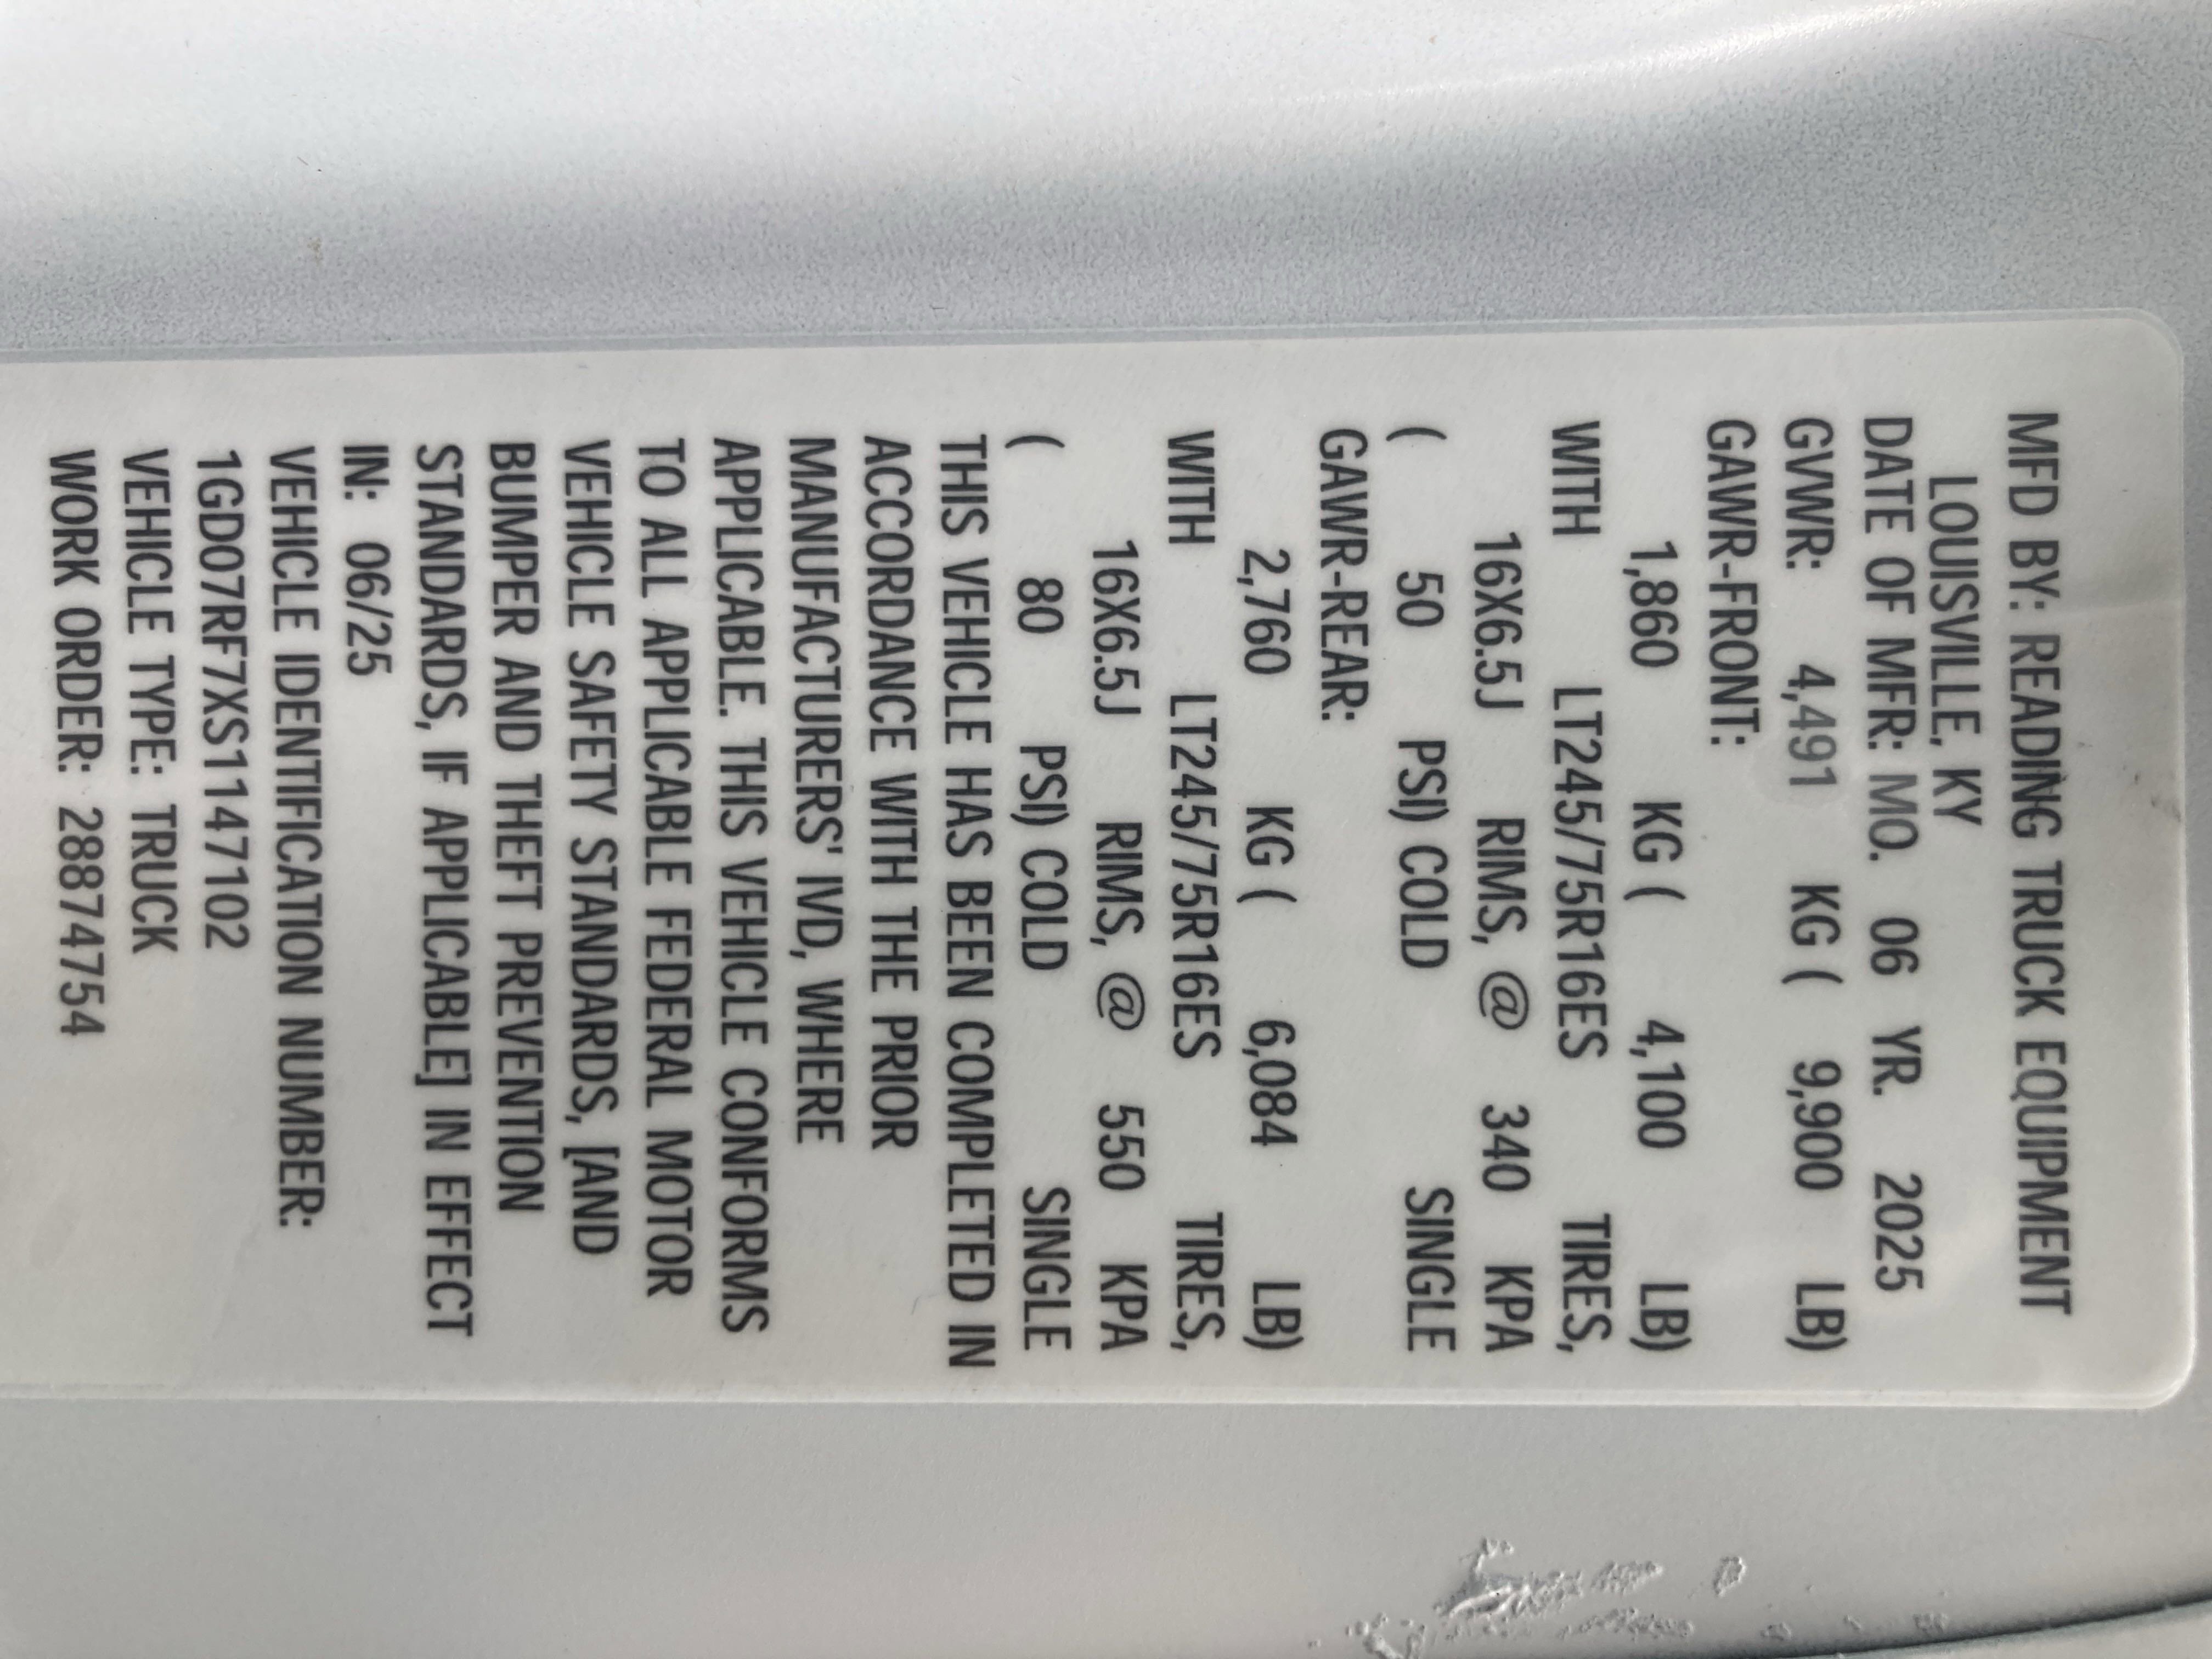 MFD BY: READING TRUCK EQUIPMENT
LOUISVILLE, KY
DATE OF MFR: MO. 06 YR. 2025
GVWR: 4,491 KG ( 9,900 LB)
GAWR-FRONT:
1,860 KG ( 4,100 LB)
WITH LT245/75R16ES TIRES,
16X6.5J RIMS, @ 340 KPA
( 50 PSI) COLD SINGLE
GAWR-REAR:
2,760 KG ( 6,084 LB)
WITH LT245/75R16ES TIRES,
16X6.5J RIMS, @ 550 KPA
( 80 PSI) COLD SINGLE
THIS VEHICLE HAS BEEN COMPLETED IN
ACCORDANCE WITH THE PRIOR
MANUFACTURERS' IVD, WHERE
APPLICABLE. THIS VEHICLE CONFORMS
TO ALL APPLICABLE FEDERAL MOTOR
VEHICLE SAFETY STANDARDS, [AND
BUMPER AND THEFT PREVENTION
STANDARDS, IF APPLICABLE] IN EFFECT
IN: 06/25
VEHICLE IDENTIFICATION NUMBER:
1GD07RF7XS1147102
VEHICLE TYPE: TRUCK
WORK ORDER: 28874754